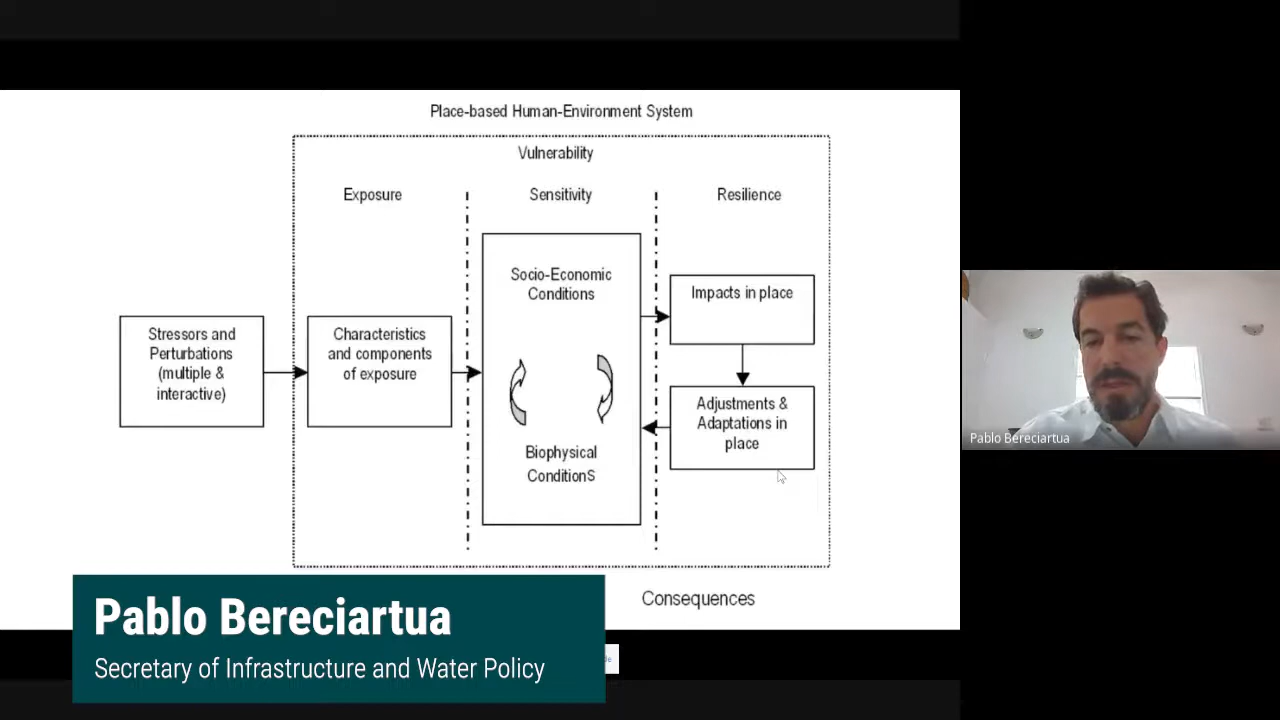 Place-based Human-Environment System
Vulnerability
Exposure
Sensitivity
Resilience
Stressors and
Perturbations
(multiple &
interactive)
Characteristics
and components
of exposure
Socio-Economic
Conditions
Biophysical
ConditionS
Impacts in place
Adjustments &
Adaptations in
place
Consequences
Pablo Bereciartua
Secretary of Infrastructure and Water Policy
Pablo Bereciartua